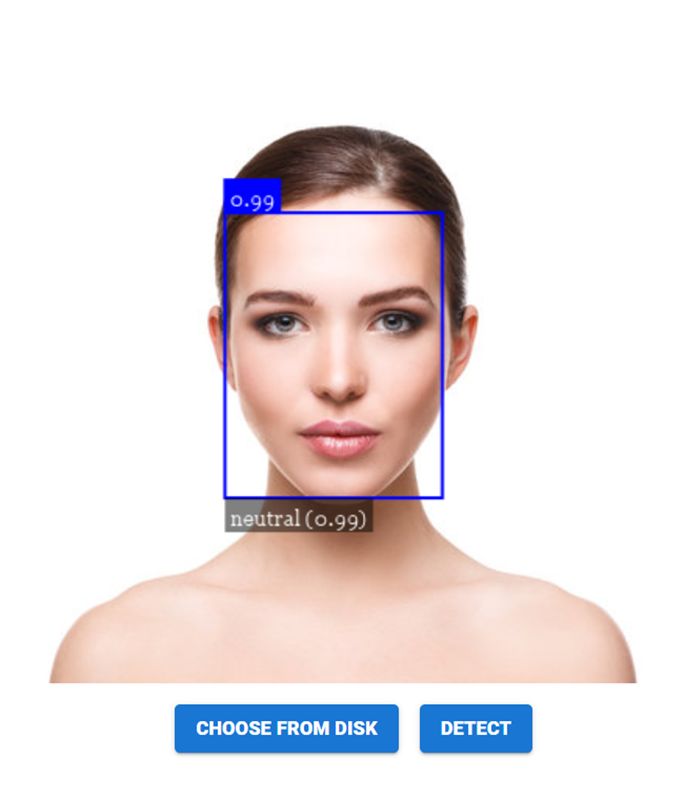 0.99
neutral (0.99)
CHOOSE FROM DISK
DETECT